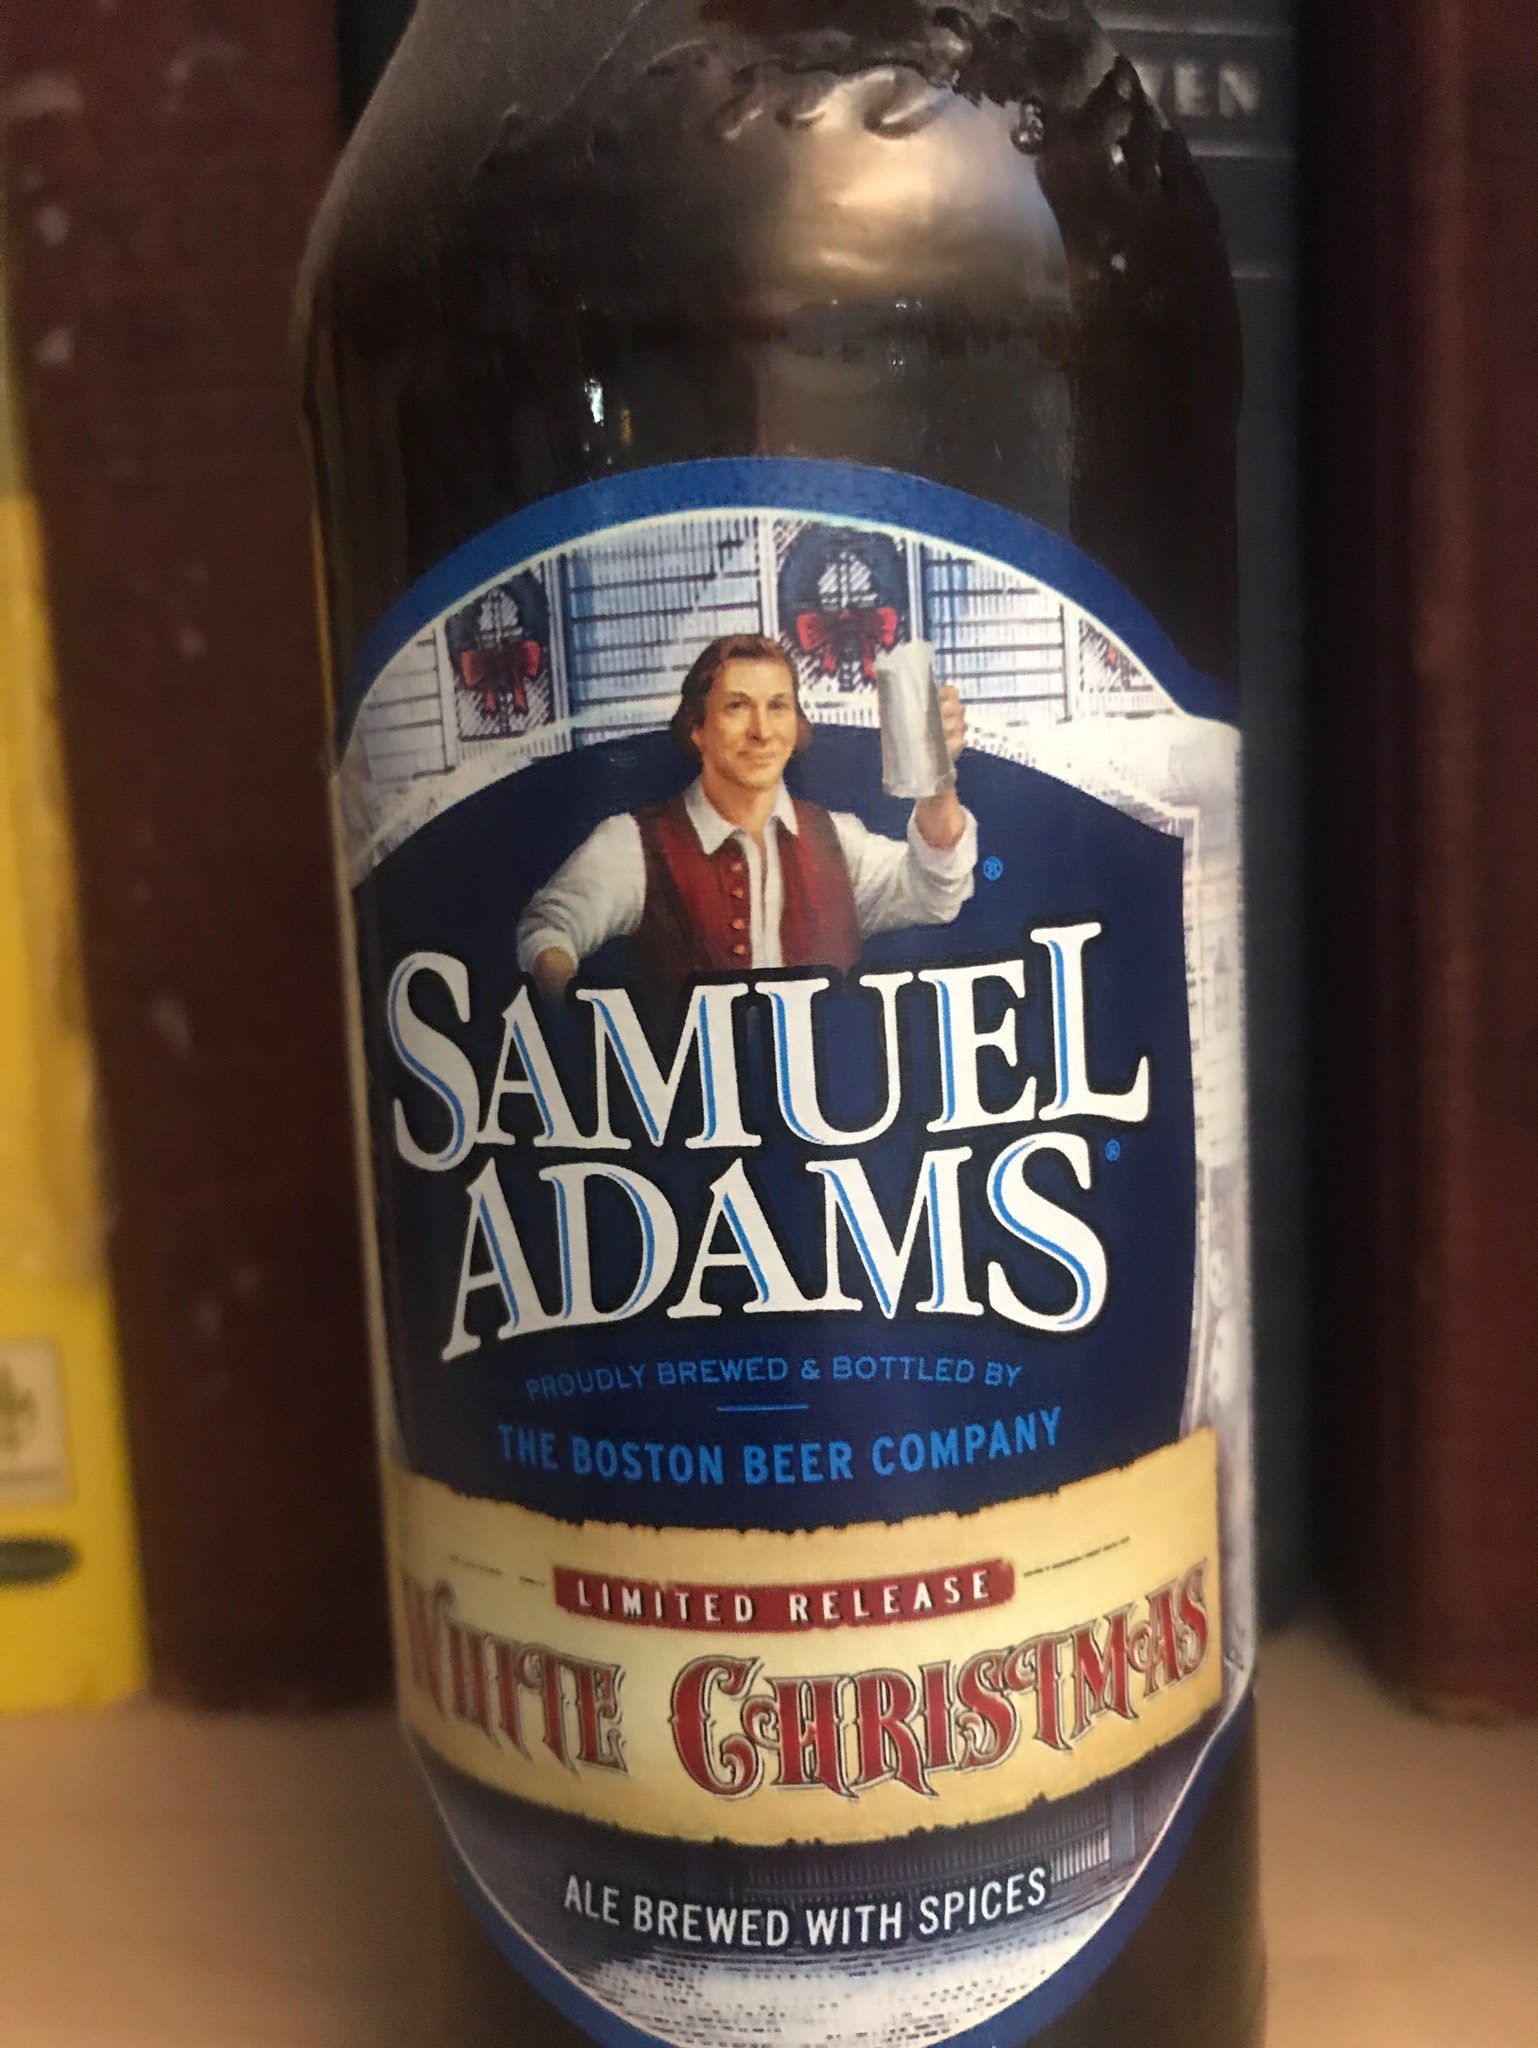 SAMUEL
ADAMS
PROUDLY BREWED & BOTTLED BY
THE BOSTON BEER COMPANY
LIMITED RELEASE
WHITE CHRISTMAS
ALE BREWED WITH SPICES